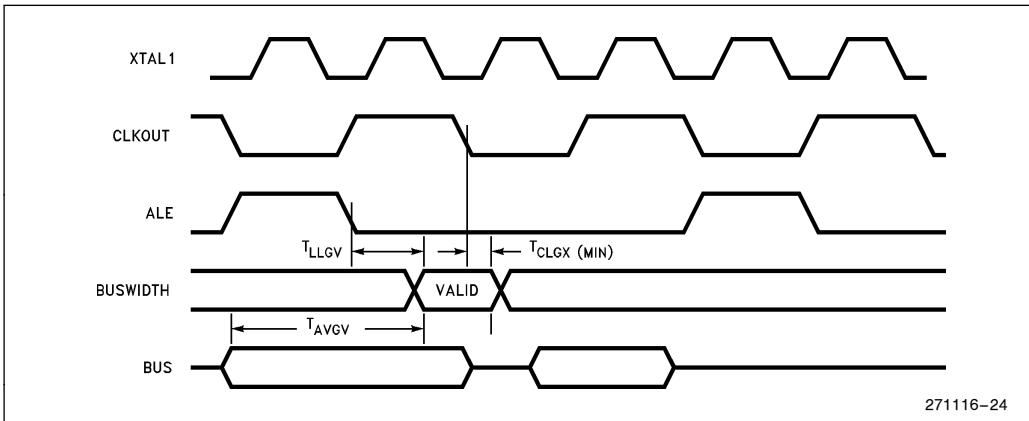 XTAL1
CLKOUT
ALE
TLLGV
TCLGX (MIN)
BUSWIDTH
VALID
TAVGV
BUS
271116-24